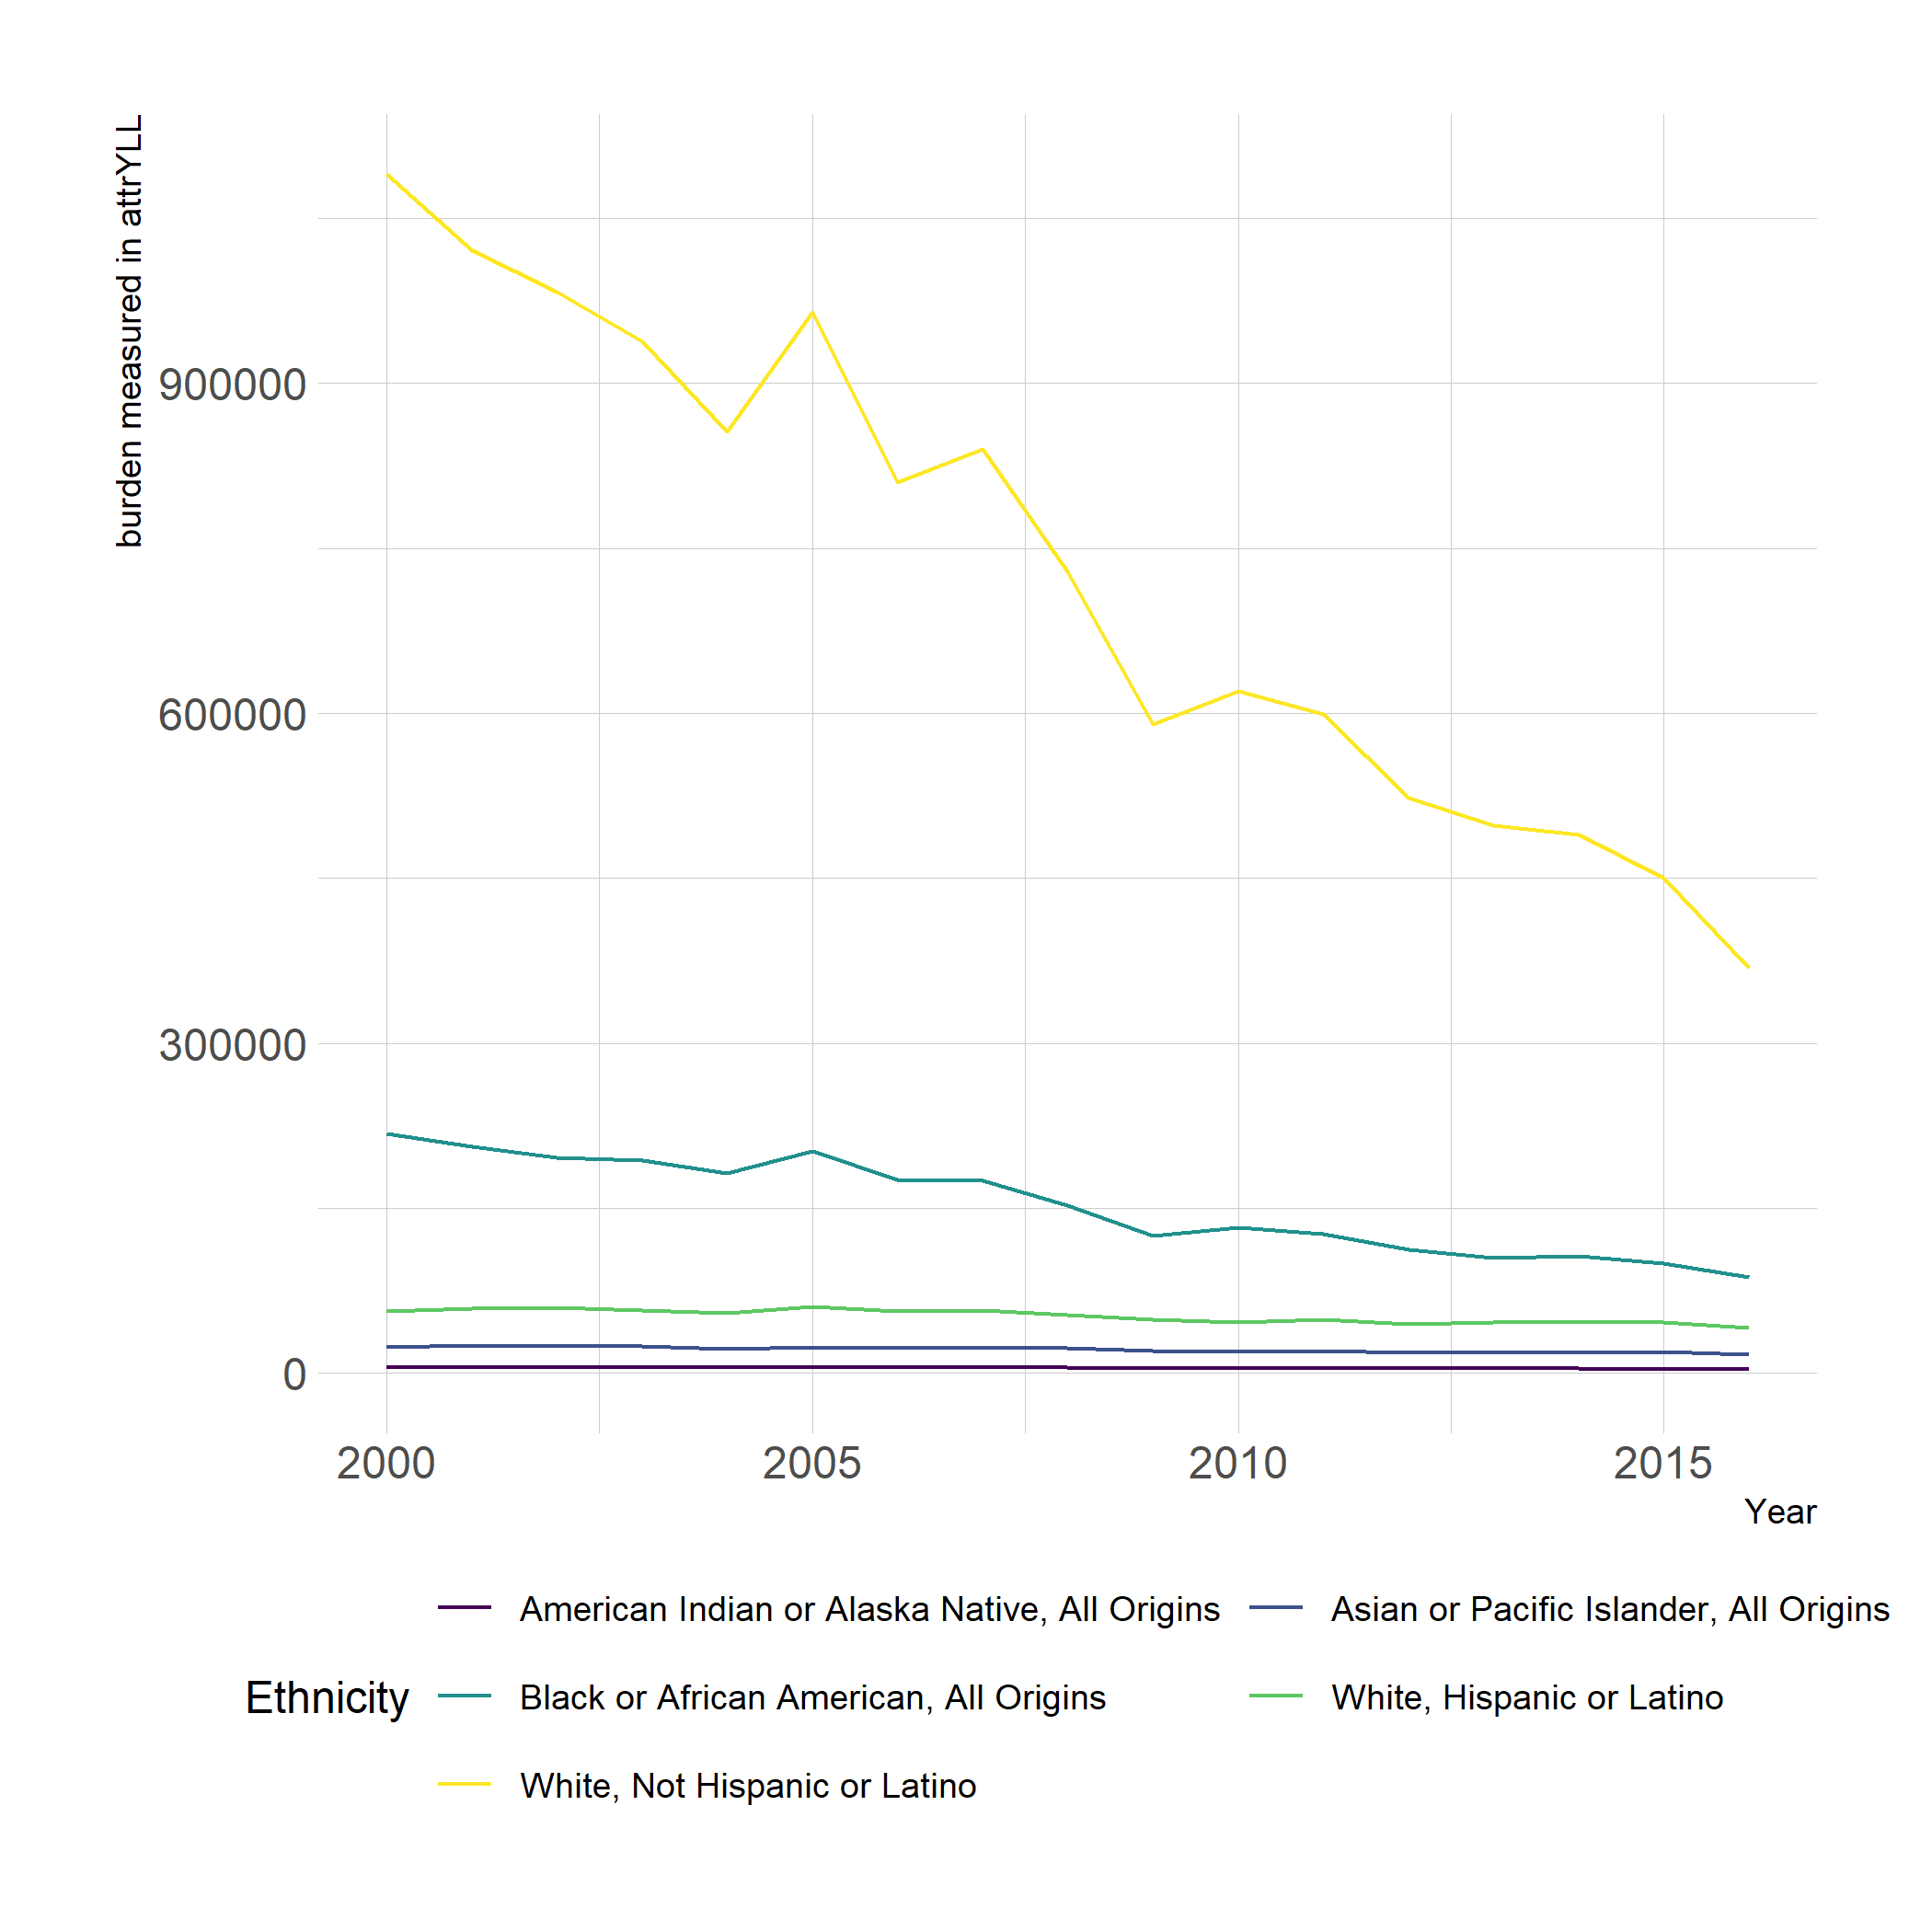 burden measured in attrYLL
900000
600000
300000
0
2000 2005 2010 2015
Year
Ethnicity
American Indian or Alaska Native, All Origins
Asian or Pacific Islander, All Origins
Black or African American, All Origins
White, Hispanic or Latino
White, Not Hispanic or Latino